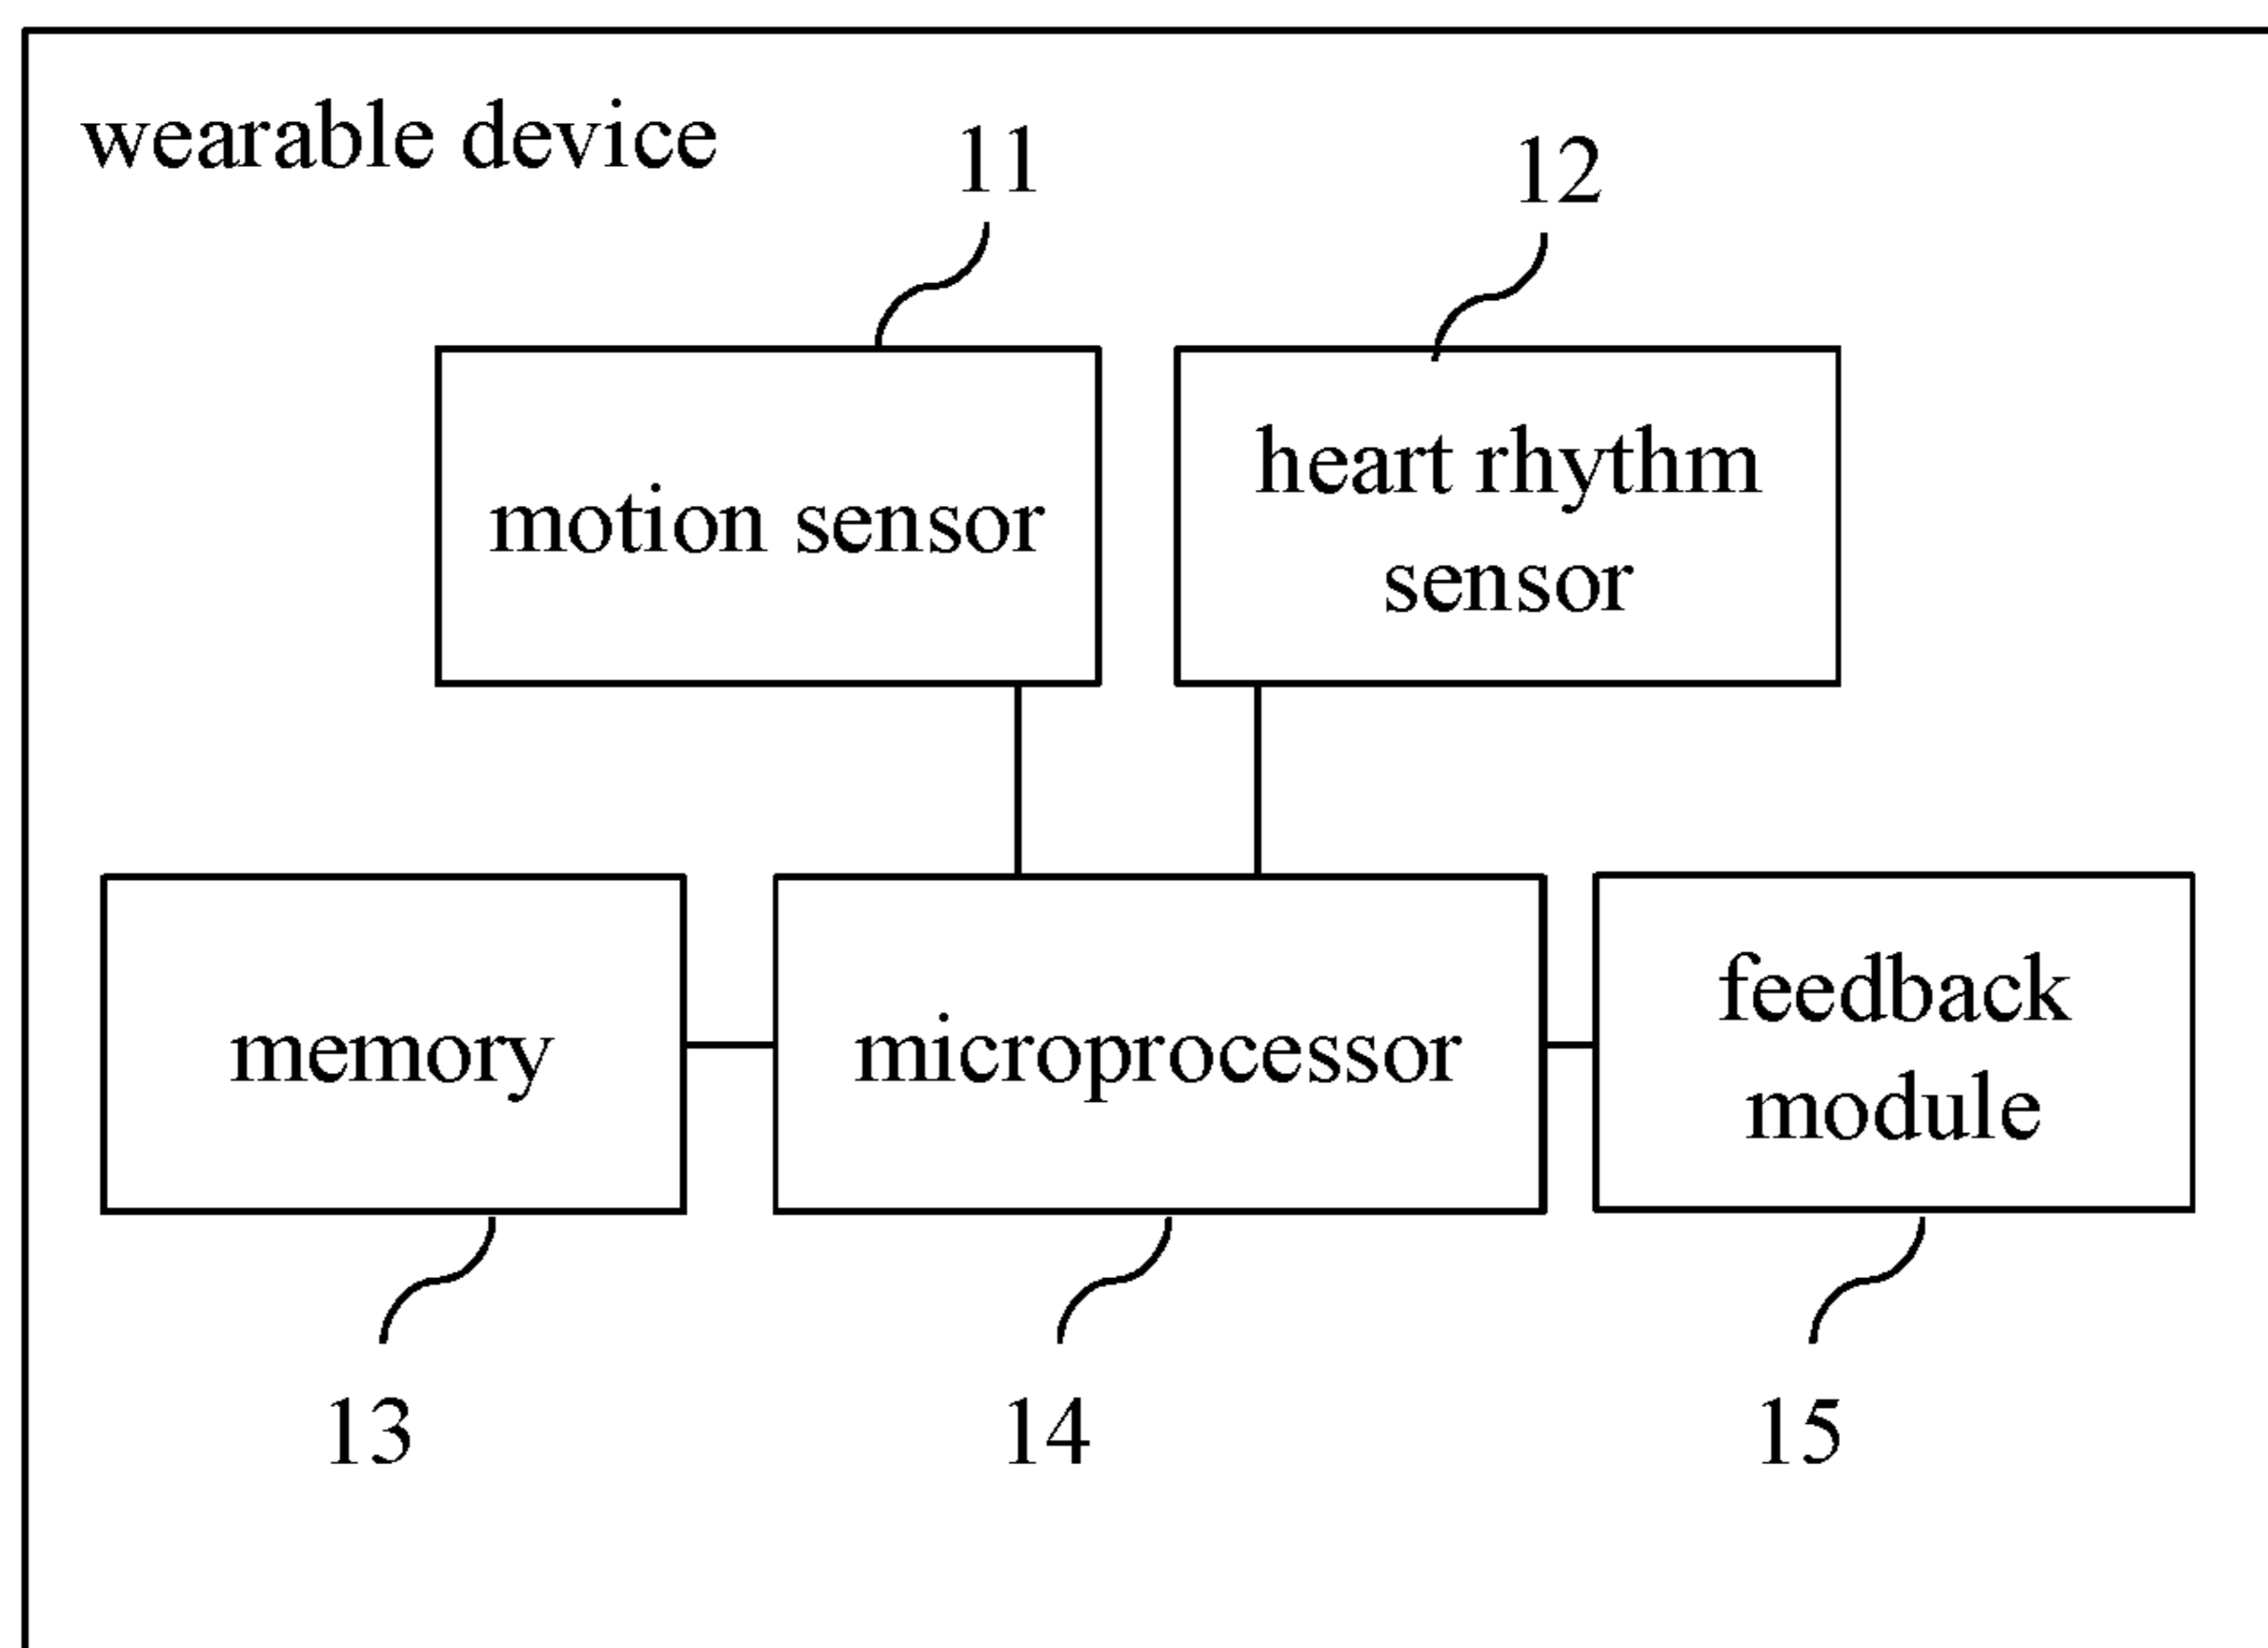 wearable device
11
12
motion sensor
heart rhythm
sensor
memory
microprocessor
feedback
module
13
14
15